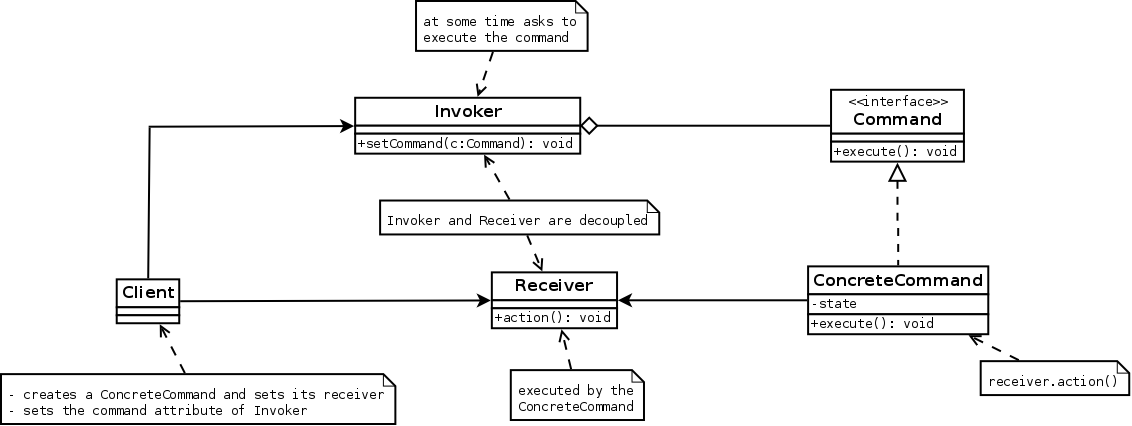 at some time asks to
execute the command
Invoker
+setCommand(c:Command): void
<<interface>>
Command
+execute(): void
Invoker and Receiver are decoupled
Client
Receiver
+action(): void
ConcreteCommand
-state
+execute(): void
- creates a ConcreteCommand and sets its receiver
- sets the command attribute of Invoker
executed by the
ConcreteCommand
receiver.action()